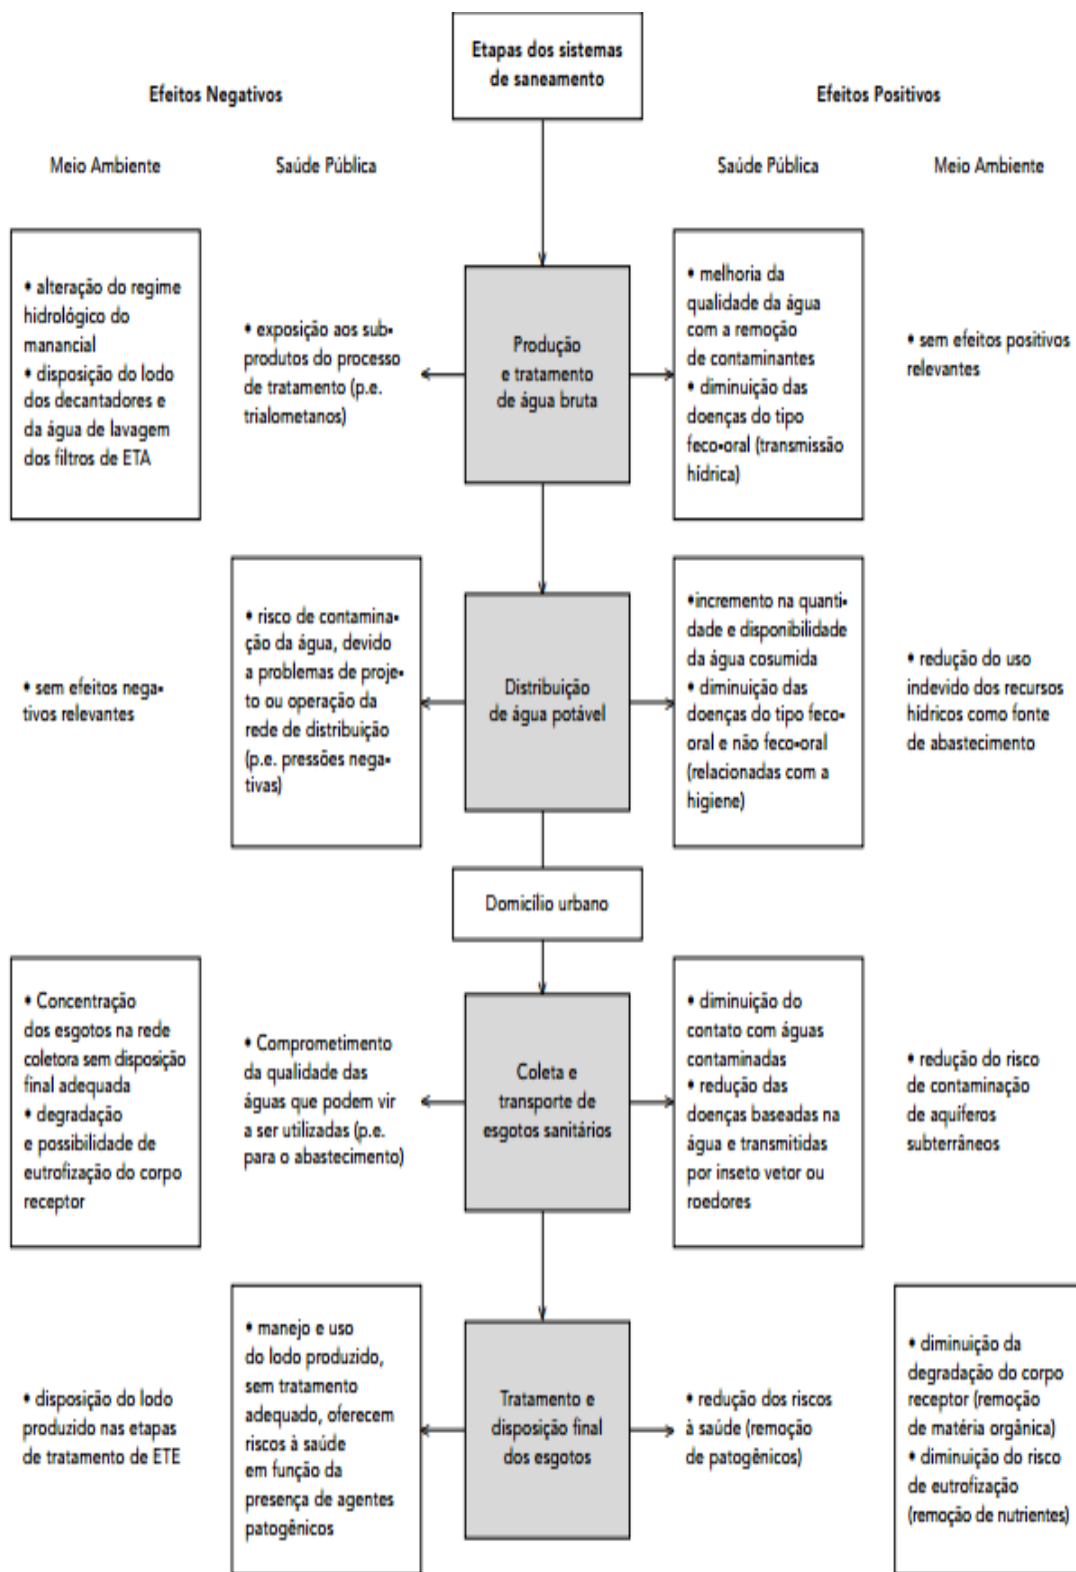 Etapas dos sistemas
de saneamento
Efeitos Negativos
Efeitos Positivos
Meio Ambiente
Saúde Pública
Saúde Pública
Meio Ambiente
• alteração do regime
hidrológico do
manancial
• disposição do lodo
dos decantadores e
da água de lavagem
dos filtros de ETA
• exposição aos sub-
produtos do processo
de tratamento (p.e.
trialometanos)
Produção
e tratamento
de água bruta
• melhoria da
qualidade da água
com a remoção
de contaminantes
• diminuição das
doenças do tipo
feco-oral (transmissão
hídrica)
• sem efeitos positivos
relevantes
• sem efeitos nega-
tivos relevantes
• risco de contamina-
ção da água, devido
a problemas de proje-
to ou operação da
rede de distribuição
(p.e. pressões nega-
tivas)
Distribuição
de água potável
•incremento na quanti-
dade e disponibilidade
da água cosumida
• diminuição das
doenças do tipo feco-
oral e não feco-oral
(relacionadas com a
higiene)
• redução do uso
indevido dos recursos
hídricos como fonte
de abastecimento
Domicílio urbano
• Concentração
dos esgotos na rede
coletora sem disposição
final adequada
• degradação
e possibilidade de
eutrofização do corpo
receptor
• Comprometimento
da qualidade das
águas que podem vir
a ser utilizadas (p.e.
para o abastecimento)
Coleta e
transporte de
esgotos sanitários
• diminuição do
contato com águas
contaminadas
• redução das
doenças baseadas na
água e transmitidas
por inseto vetor ou
roedores
• redução do risco
de contaminação
de aquíferos
subterrâneos
• disposição do lodo
produzido nas etapas
de tratamento de ETE
• manejo e uso
do lodo produzido,
sem tratamento
adequado, oferecem
riscos à saúde
em função da
presença de agentes
patogênicos
Tratamento e
disposição final
dos esgotos
• redução dos riscos
à saúde (remoção
de patogênicos)
• diminuição da
degradação do corpo
receptor (remoção
de matéria orgânica)
• diminuição do risco
de eutrofização
(remoção de nutrientes)